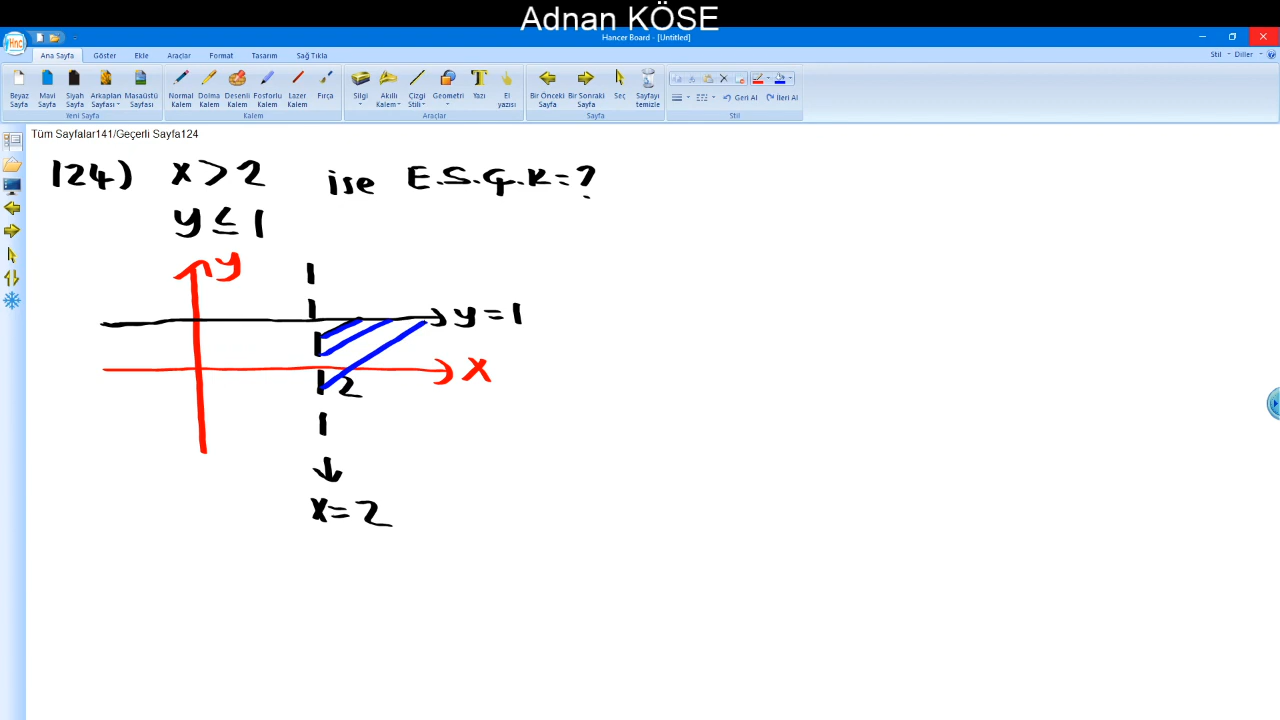 Adnan KÖSE
Hancer Board - [Untitled]
Hnc
Ana Sayfa Göster Ekle Araçlar Format Tasarım Sağ Tıkla Stil Diller
Beyaz Sayfa Mavi Sayfa Siyah Sayfa Arkaplan Sayfası Masaüstü Sayfası Normal Kalem Dolma Kalem Desenli Kalem Fosforlu Kalem Lazer Kalem Fırça Silgi Akıllı Kalem Çizgi Stili Geometri Yazı El yazısı Bir Önceki Sayfa Bir Sonraki Sayfa Seç Sayfayı temizle Geri Al İleri Al
Yeni Sayfa Kalem Araçlar Sayfa Stil
Tüm Sayfalar141/Geçerli Sayfa124
124) x > 2 ise E.S.Ç.K = ?
y ≤ 1
y
y = 1
x
2
x = 2